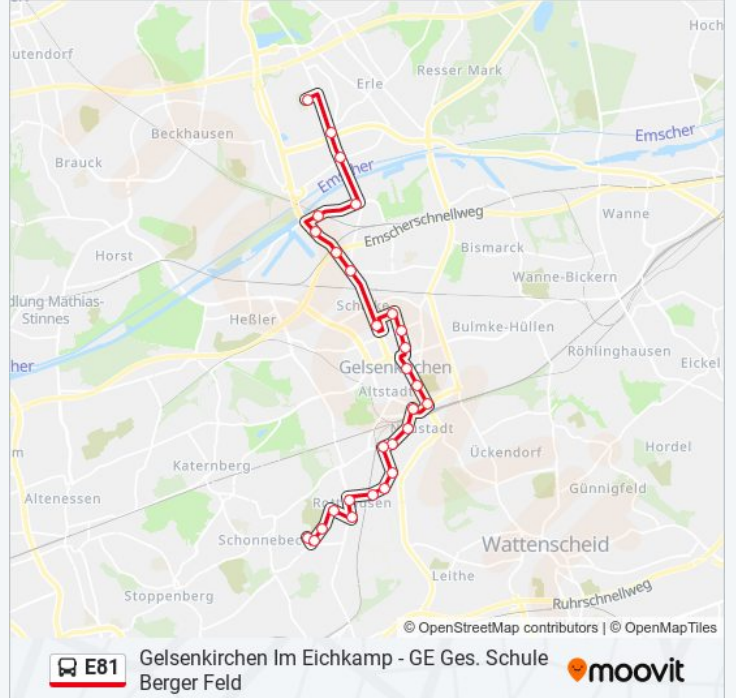 Hoch
utendorf
Resser Mark
Erle
Beckhausen
Emscher
Brauck
Emscher
Wanne
Emscherschnellweg
Bismarck
Horst
Wanne-Bickern
dlung Mathias-
Stinnes
Heßler
Bulmke-Hüllen
Röhlinghausen
Eickel
her
Gelsenkirchen
Altstadt
Neustadt
Hordel
m
Ückendorf
Katernberg
Günnigfeld
Altenessen
Rotthausen
Schonnebeck
Wattenscheid
Leithe
Stoppenberg
Ruhrschnellweg
© OpenStreetMap contributors | © OpenMapTiles
E81
Gelsenkirchen Im Eichkamp - GE Ges. Schule
Berger Feld
moovit